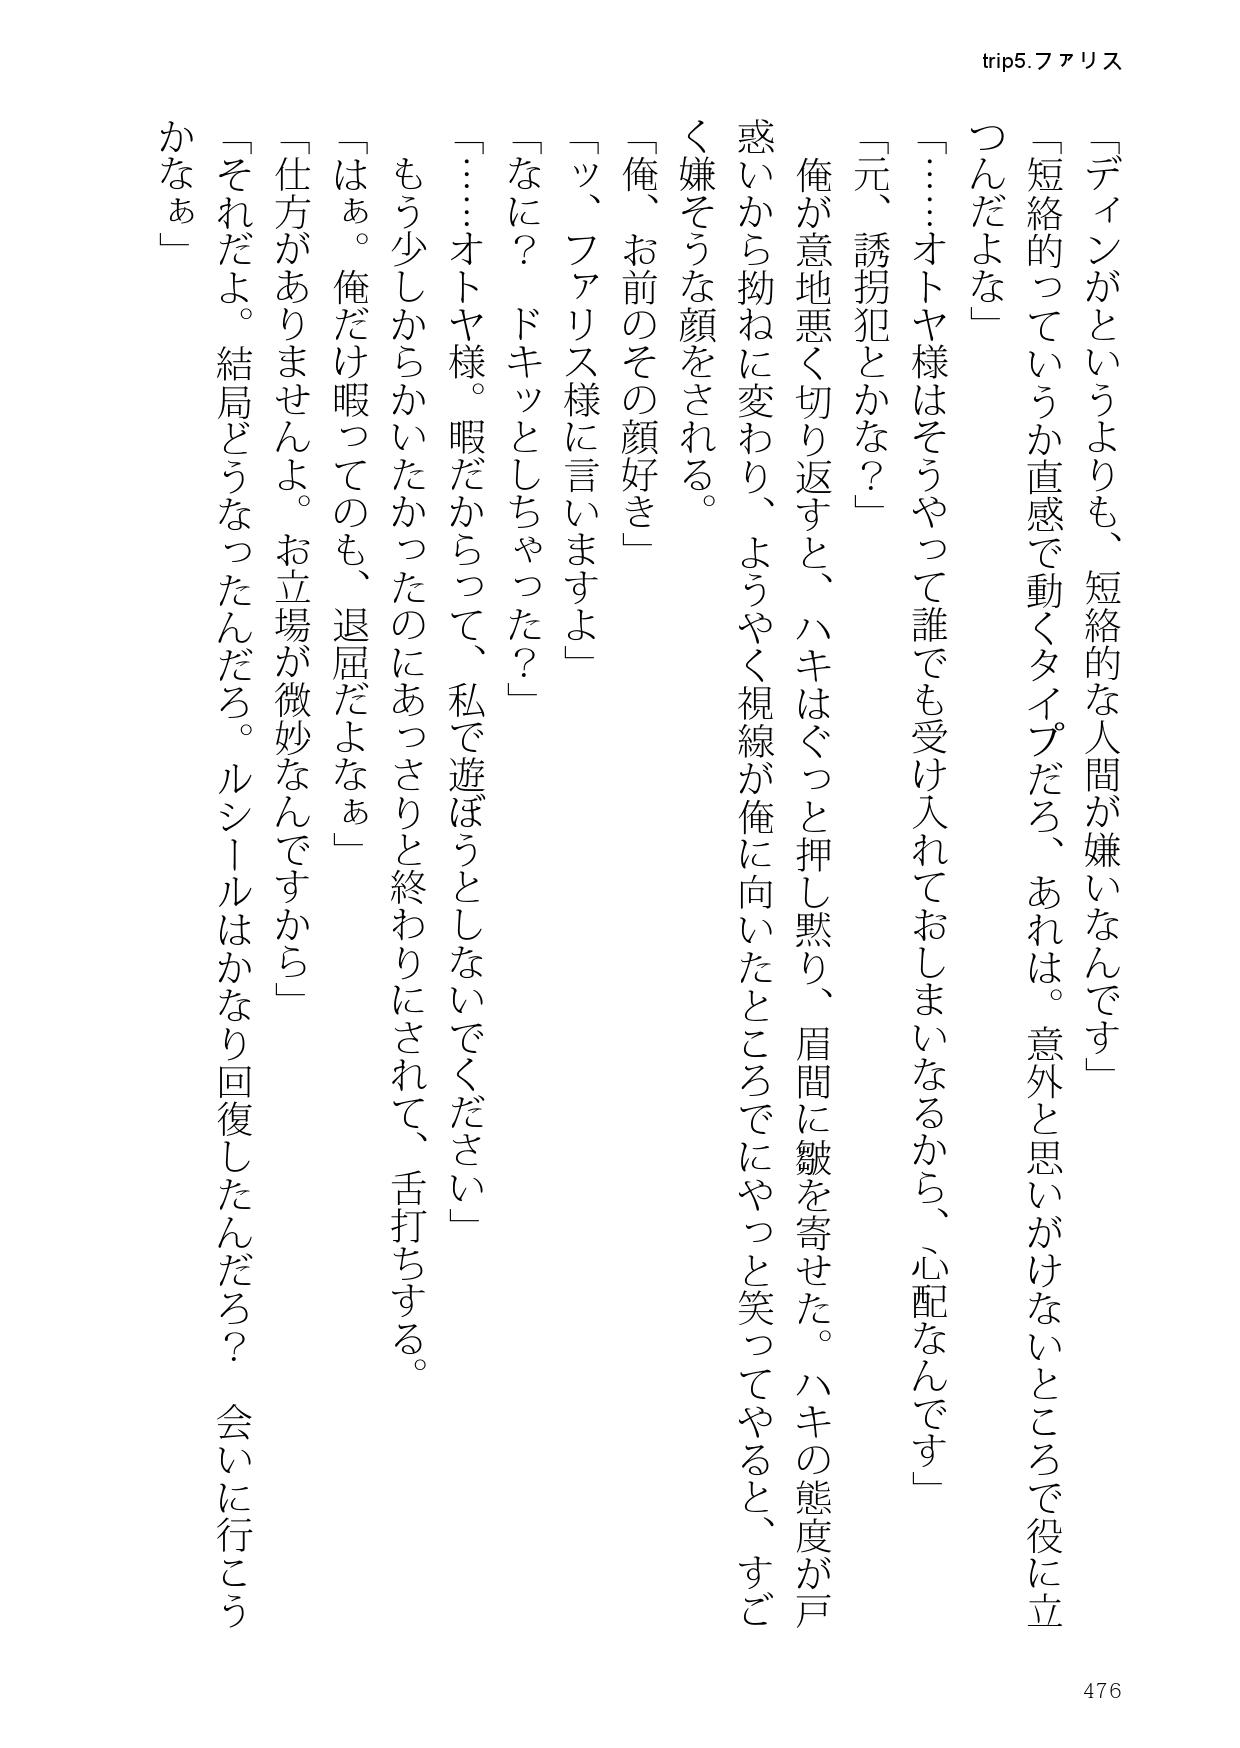 trip5.ファリス
「ディンがというよりも、短絡的な人間が嫌いなんです」
「短絡的っていうか直感で動くタイプだろ、あれは。意外と思いがけないところで役に立
つんだよな」
「……オトヤ様はそうやって誰でも受け入れておしまいなるから、心配なんです」
「元、誘拐犯とかな？」
　俺が意地悪く切り返すと、ハキはぐっと押し黙り、眉間に皺を寄せた。ハキの態度が戸
惑いから拗ねに変わり、ようやく視線が俺に向いたところでにやっと笑ってやると、すご
く嫌そうな顔をされる。
「俺、お前のその顔好き」
「ッ、ファリス様に言いますよ」
「なに？　ドキッとしちゃった？」
「……オトヤ様。暇だからって、私で遊ぼうとしないでください」
　もう少しからかいたかったのにあっさりと終わりにされて、舌打ちする。
「はぁ。俺だけ暇ってのも、退屈だよなぁ」
「仕方がありませんよ。お立場が微妙なんですから」
「それだよ。結局どうなったんだろ。ルシールはかなり回復したんだろ？　会いに行こう
かなぁ」
476